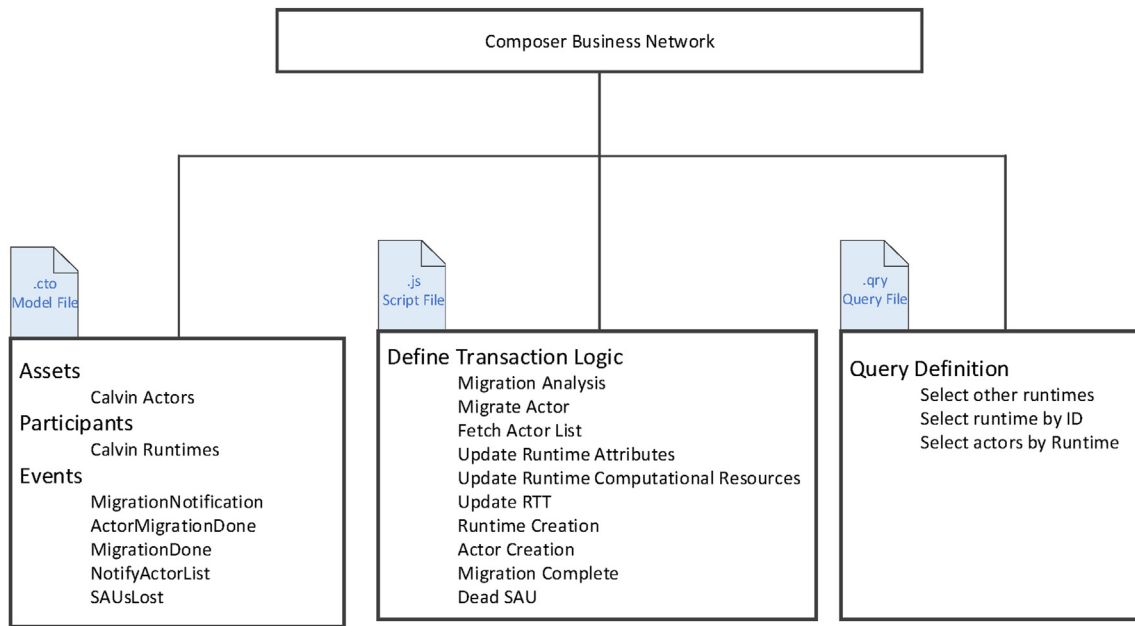 Composer Business Network
.cto
Model File
Assets
Calvin Actors
Participants
Calvin Runtimes
Events
MigrationNotification
ActorMigrationDone
MigrationDone
NotifyActorList
SAUsLost
.js
Script File
Define Transaction Logic
Migration Analysis
Migrate Actor
Fetch Actor List
Update Runtime Attributes
Update Runtime Computational Resources
Update RTT
Runtime Creation
Actor Creation
Migration Complete
Dead SAU
.qry
Query File
Query Definition
Select other runtimes
Select runtime by ID
Select actors by Runtime